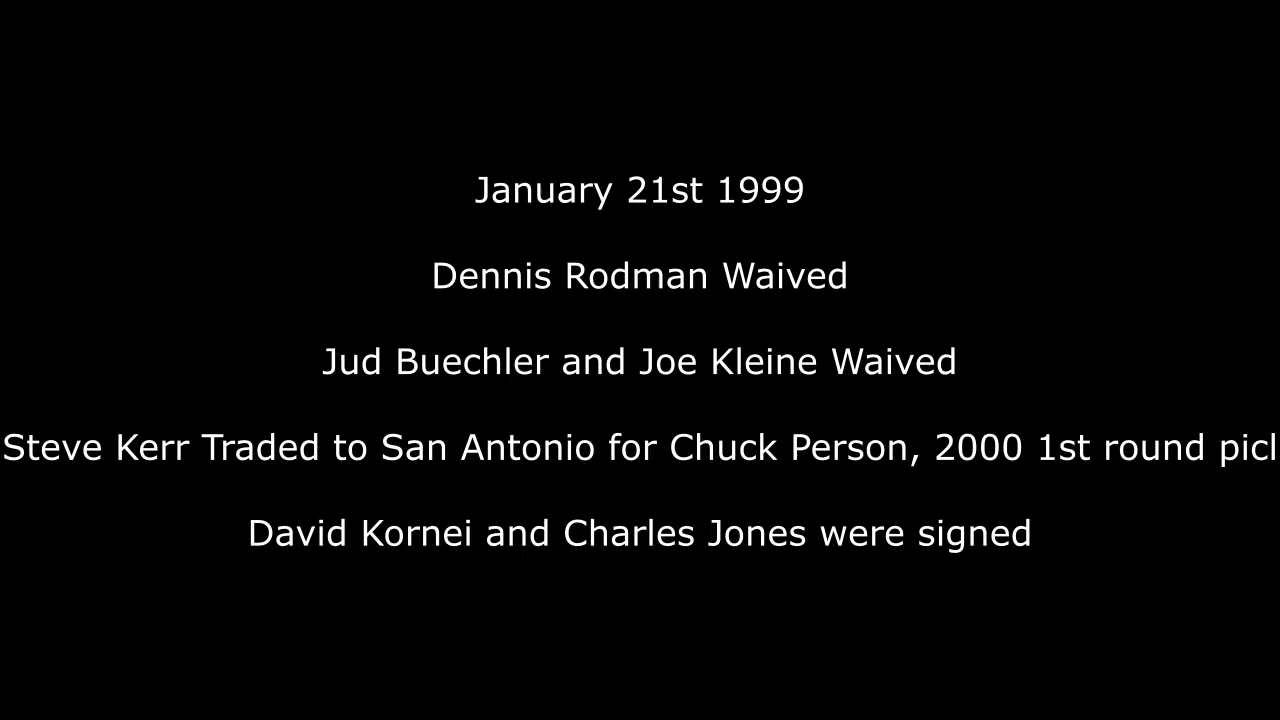 January 21st 1999
Dennis Rodman Waived
Jud Buechler and Joe Kleine Waived
Steve Kerr Traded to San Antonio for Chuck Person, 2000 1st round
David Kornei and Charles Jones were signed